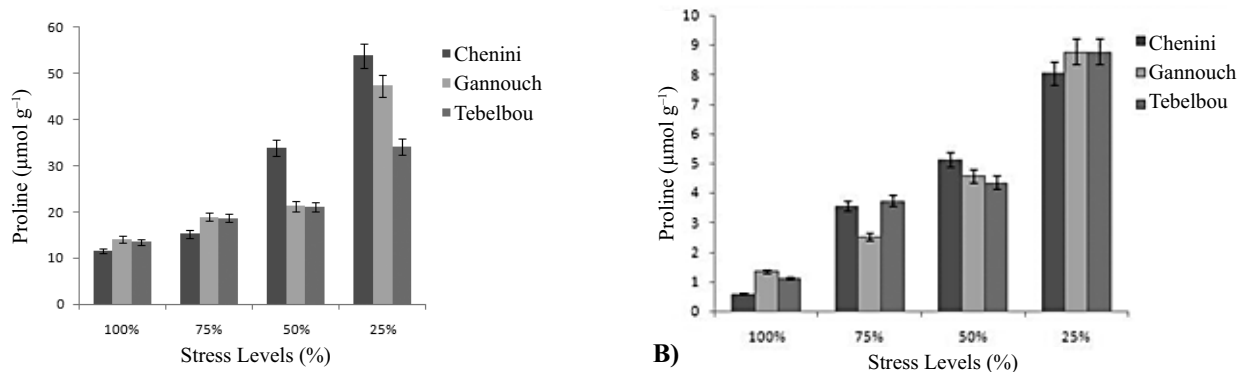 60
50
40
30
20
10
0
Proline (µmol g⁻¹)
100% 75% 50% 25%
Stress Levels (%)
Chenini
Gannouch
Tebelbou
10
9
8
7
6
5
4
3
2
1
0
Proline (µmol g⁻¹)
100% 75% 50% 25%
B) Stress Levels (%)
Chenini
Gannouch
Tebelbou